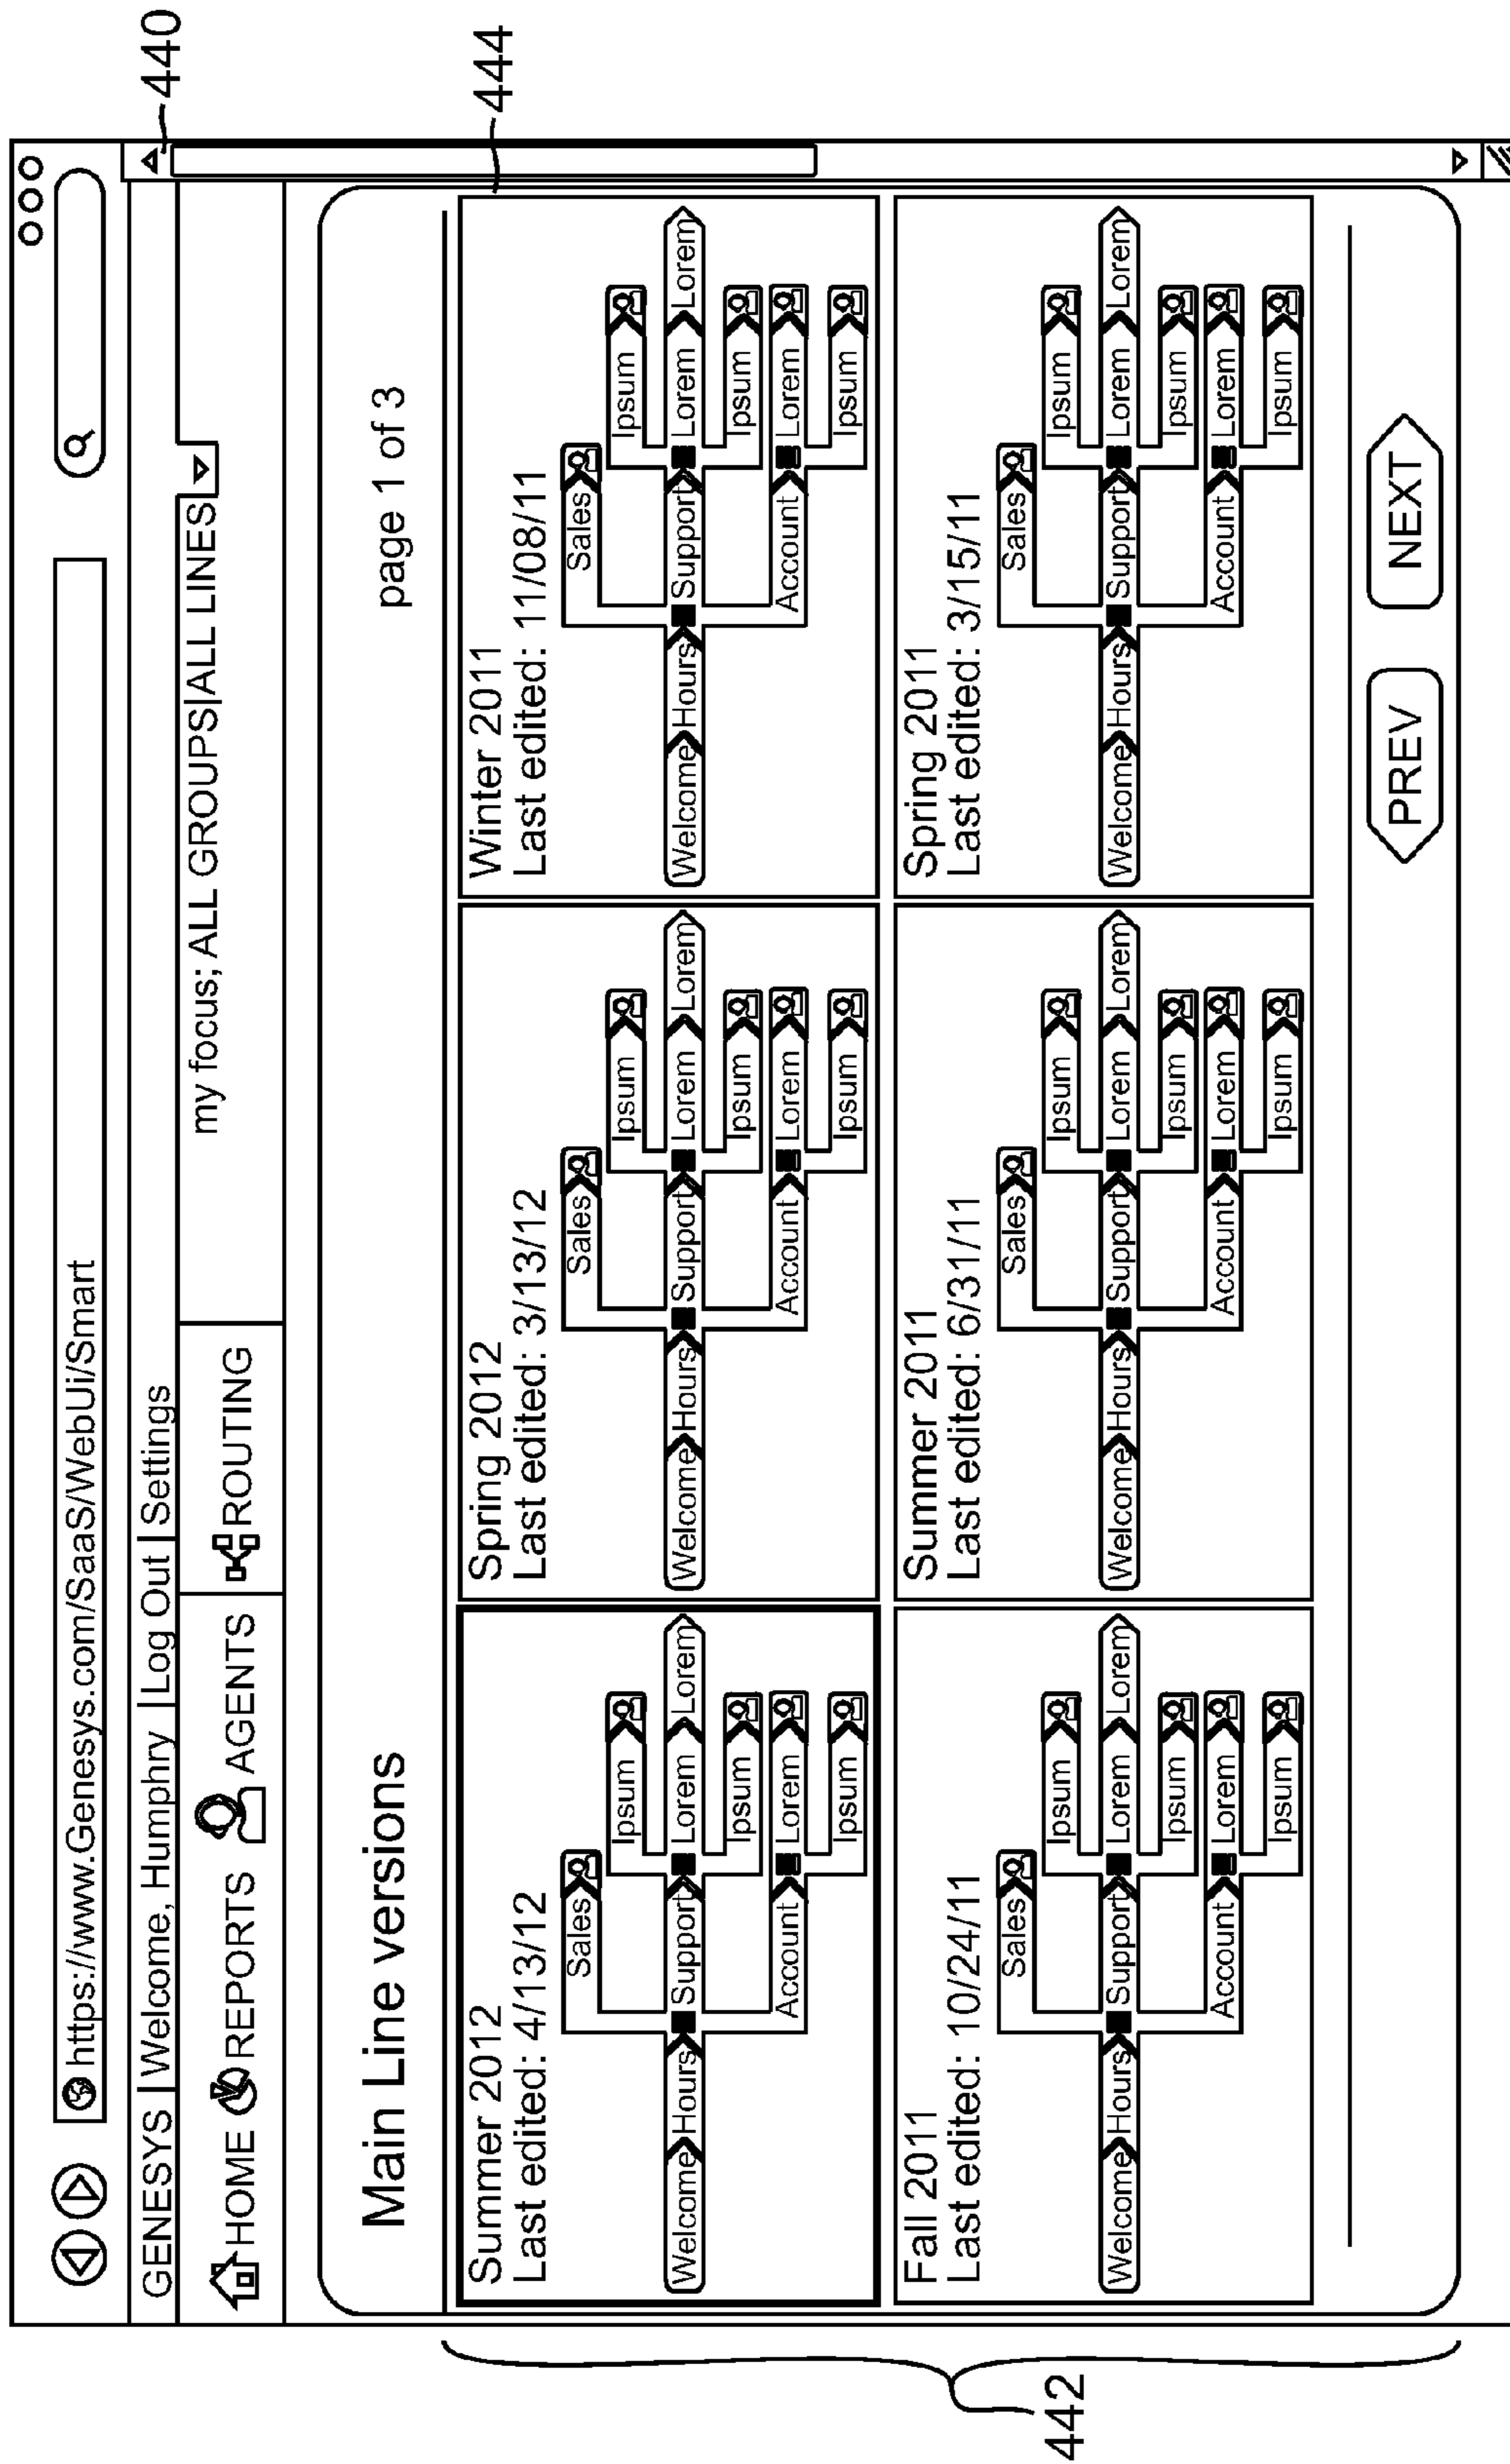 440
https://www.Genesys.com/SaaS/WebUi/Smart
GENESYS | Welcome, Humphry | Log Out | Settings
HOME REPORTS AGENTS ROUTING
my focus; ALL GROUPS|ALL LINES
Main Line versions
page 1 of 3
444
442
Summer 2012
Last edited: 4/13/12
Sales
Ipsum
Welcome Hours Support Lorem Lorem
Ipsum
Account Lorem
Ipsum
Spring 2012
Last edited: 3/13/12
Sales
Ipsum
Welcome Hours Support Lorem Lorem
Ipsum
Account Lorem
Ipsum
Winter 2011
Last edited: 11/08/11
Sales
Ipsum
Welcome Hours Support Lorem Lorem
Ipsum
Account Lorem
Ipsum
Fall 2011
Last edited: 10/24/11
Sales
Ipsum
Welcome Hours Support Lorem Lorem
Ipsum
Account Lorem
Ipsum
Summer 2011
Last edited: 6/31/11
Sales
Ipsum
Welcome Hours Support Lorem Lorem
Ipsum
Account Lorem
Ipsum
Spring 2011
Last edited: 3/15/11
Sales
Ipsum
Welcome Hours Support Lorem Lorem
Ipsum
Account Lorem
Ipsum
PREV NEXT